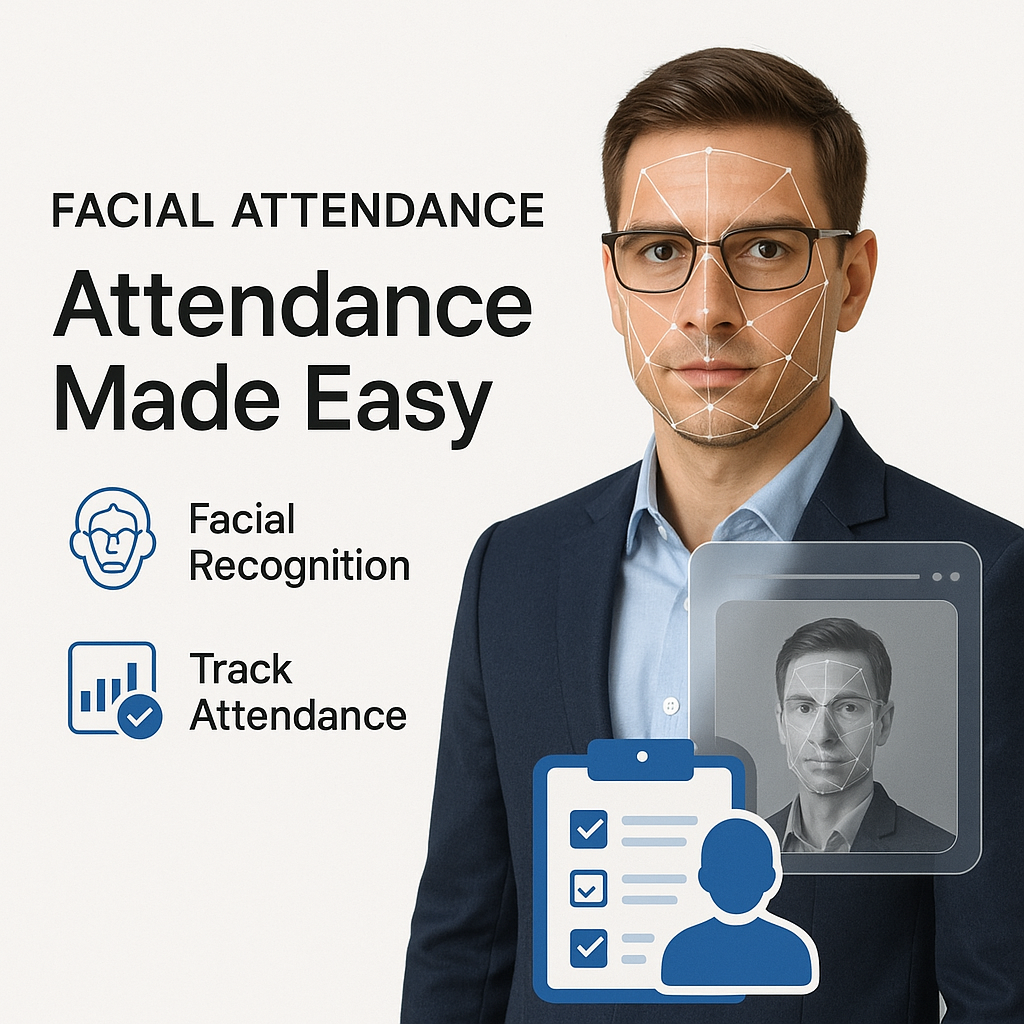 FACIAL ATTENDANCE
Attendance
Made Easy
Facial
Recognition
Track
Attendance